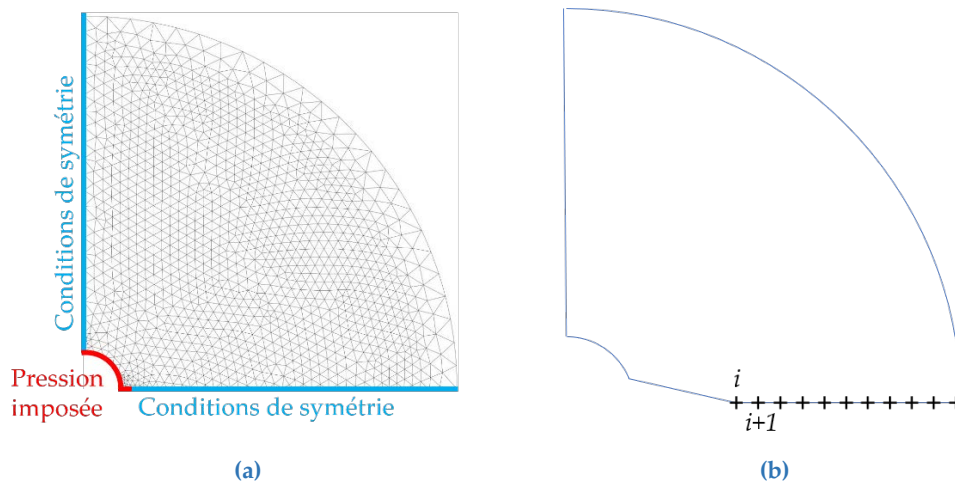 Conditions de symétrie
Pression
imposée
Conditions de symétrie
(a)
i
i+1
(b)